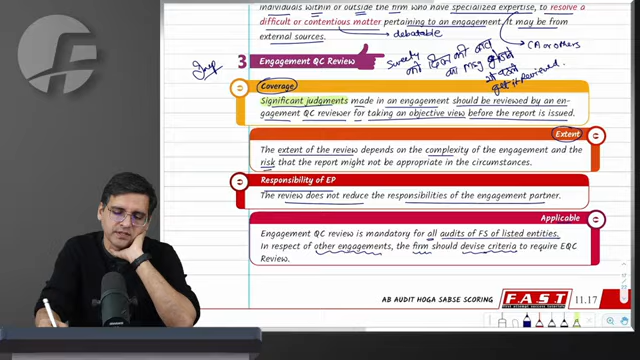 individuals within or outside the firm who have specialized expertise, to resolve a
difficult or contentious matter pertaining to an engagement. It may be from
external sources.
debatable
CA or others
Imp
3 Engagement QC Review
Sweety
को दिल की बात
का msg
get it Reviewed.
Coverage
Significant judgments made in an engagement should be reviewed by an en-
gagement QC reviewer for taking an objective view before the report is issued.
Extent
The extent of the review depends on the complexity of the engagement and the
risk that the report might not be appropriate in the circumstances.
Responsibility of EP
The review does not reduce the responsibilities of the engagement partner.
Applicable
Engagement QC review is mandatory for all audits of FS of listed entities.
In respect of other engagements, the firm should devise criteria to require EQC
Review.
AB AUDIT HOGA SABSE SCORING
FAST
11.17